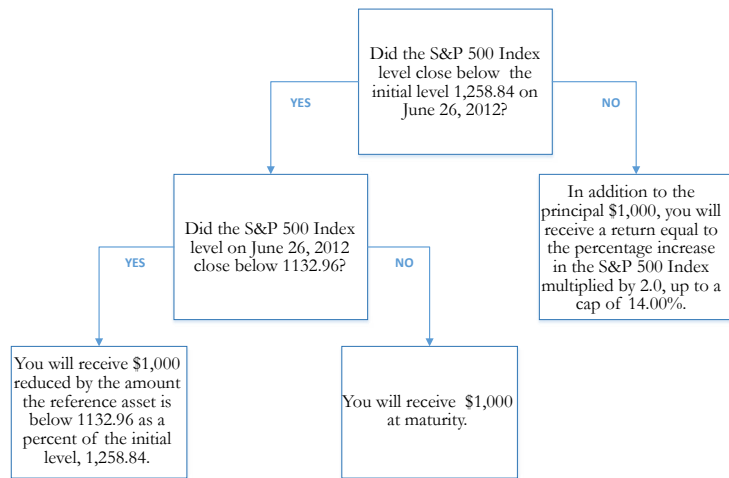 Did the S&P 500 Index
level close below the
initial level 1,258.84 on
June 26, 2012?
YES
NO
Did the S&P 500 Index
level on June 26, 2012
close below 1132.96?
In addition to the
principal $1,000, you will
receive a return equal to
the percentage increase
in the S&P 500 Index
multiplied by 2.0, up to a
cap of 14.00%.
YES
NO
You will receive $1,000
reduced by the amount
the reference asset is
below 1132.96 as a
percent of the initial
level, 1,258.84.
You will receive $1,000
at maturity.